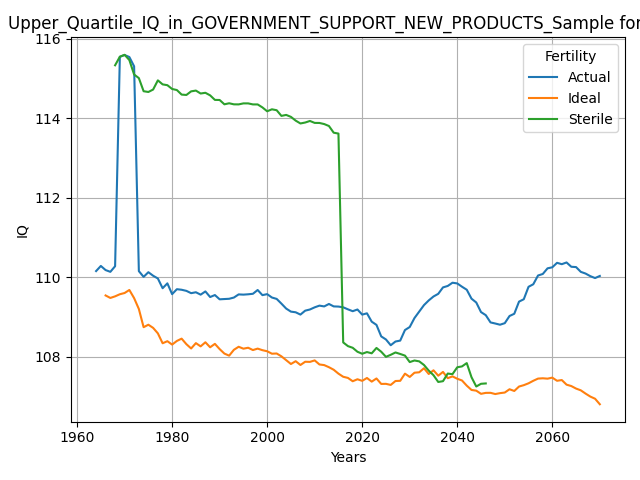 Upper_Quartile_IQ_in_GOVERNMENT_SUPPORT_NEW_PRODUCTS_Sample for
116
114
112
110
108
IQ
Fertility
Actual
Ideal
Sterile
1960 1980 2000 2020 2040 2060
Years